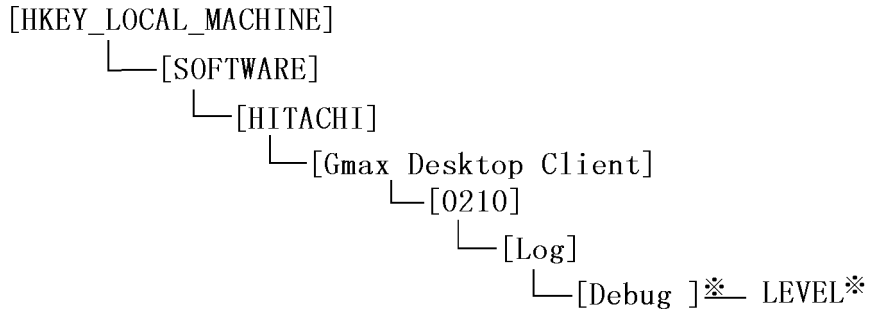 [HKEY_LOCAL_MACHINE]
[SOFTWARE]
[HITACHI]
[Gmax Desktop Client]
[0210]
[Log]
[Debug ]※ LEVEL※